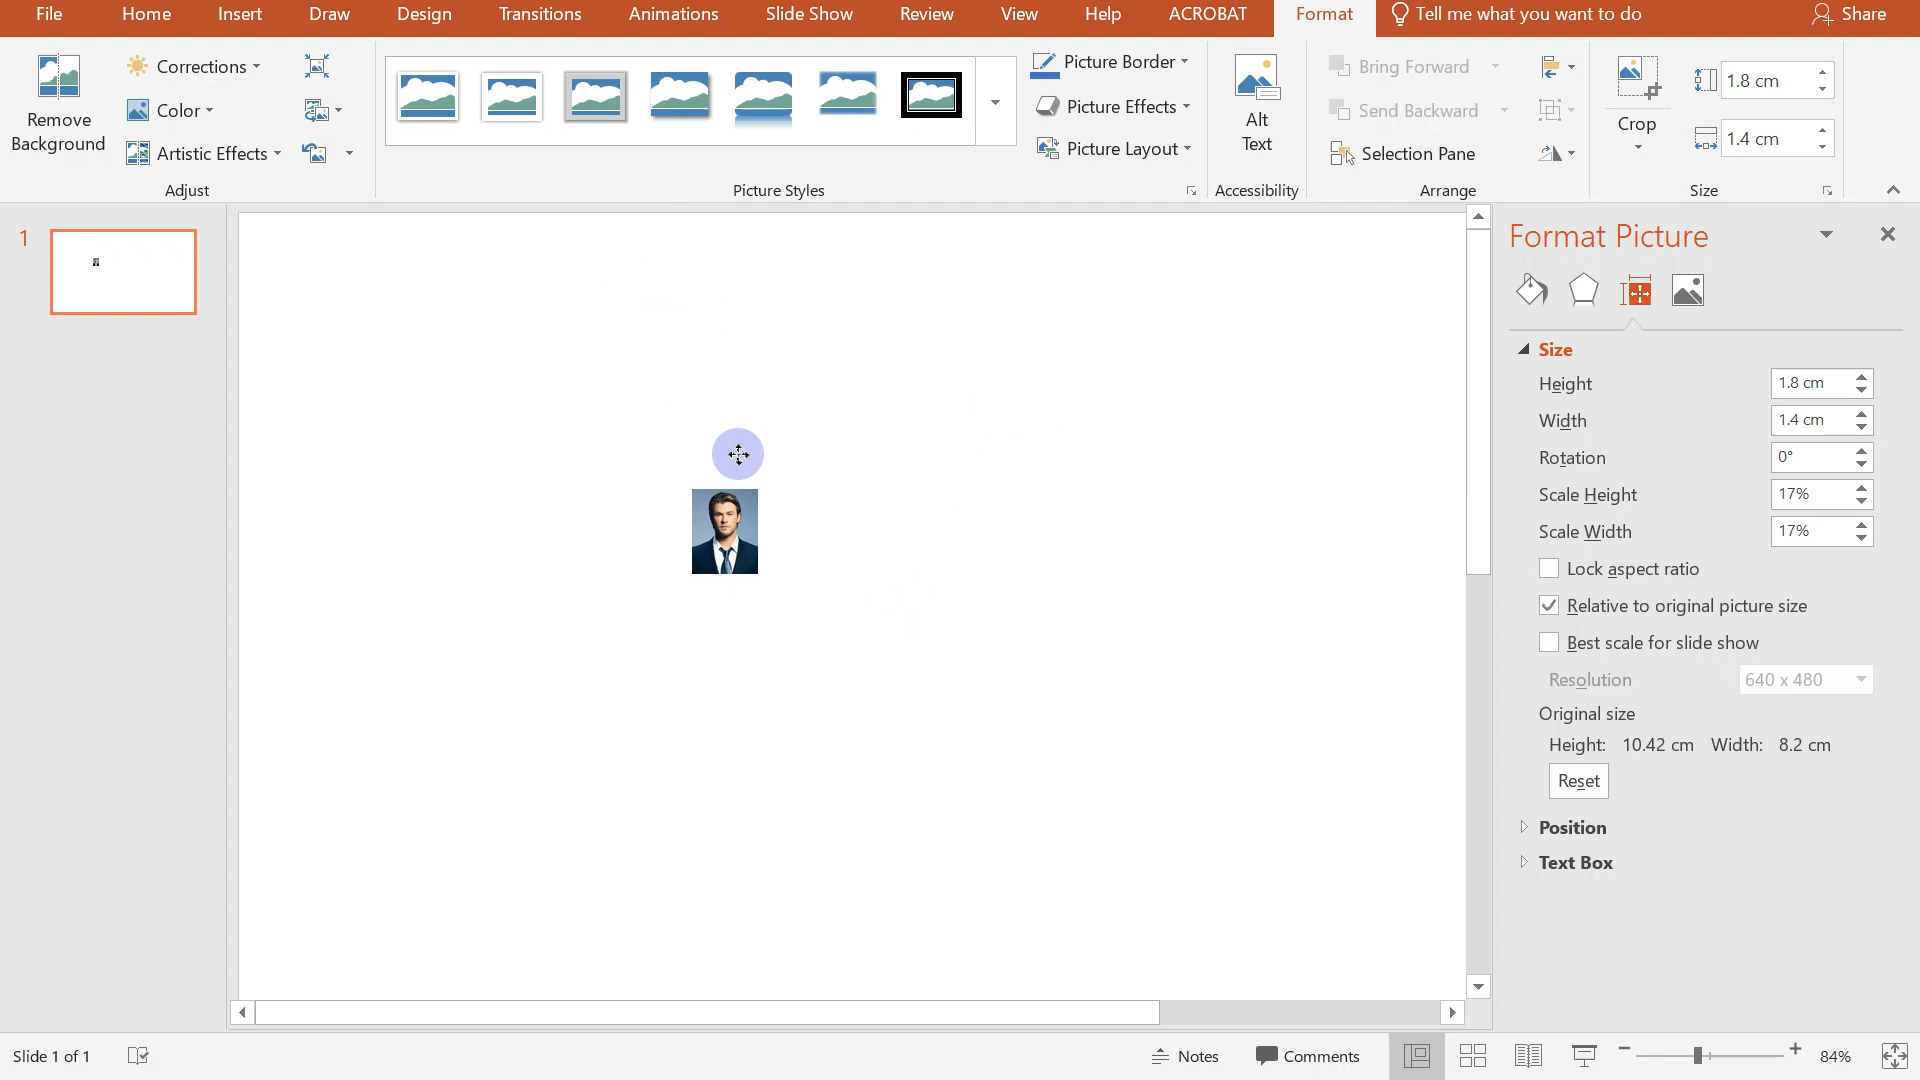 File Home Insert Draw Design Transitions Animations Slide Show Review View Help ACROBAT Format Tell me what you want to do Share
Remove Background
Corrections
Color
Artistic Effects
Adjust
Picture Styles
Picture Border
Picture Effects
Picture Layout
Alt Text
Accessibility
Bring Forward
Send Backward
Selection Pane
Arrange
Crop
1.8 cm
1.4 cm
Size
1
Format Picture
Size
Height 1.8 cm
Width 1.4 cm
Rotation 0°
Scale Height 17%
Scale Width 17%
Lock aspect ratio
Relative to original picture size
Best scale for slide show
Resolution 640 x 480
Original size
Height: 10.42 cm Width: 8.2 cm
Reset
Position
Text Box
Slide 1 of 1 Notes Comments 84%